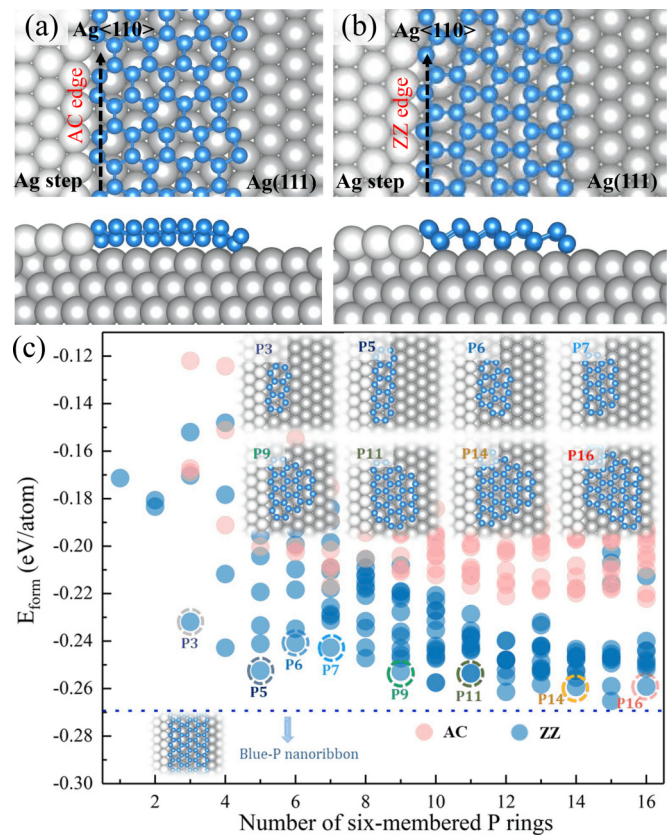 (a)
Ag<110>
AC edge
Ag step
Ag(111)
(b)
Ag<110>
ZZ edge
Ag step
Ag(111)
(c)
-0.12
-0.14
-0.16
-0.18
-0.20
-0.22
-0.24
-0.26
-0.28
-0.30
E_form (eV/atom)
P3
P5
P6
P7
P9
P11
P14
P16
P3
P5
P6
P7
P9
P11
P14
P16
Blue-P nanoribbon
AC
ZZ
2 4 6 8 10 12 14 16
Number of six-membered P rings